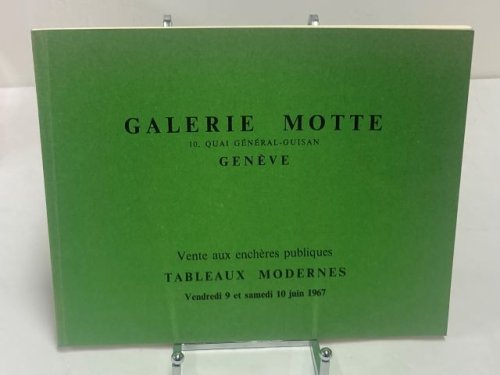 GALERIE MOTTE
10, QUAI GÉNÉRAL-GUISAN
GENÈVE
Vente aux enchères publiques
TABLEAUX MODERNES
Vendredi 9 et samedi 10 juin 1967